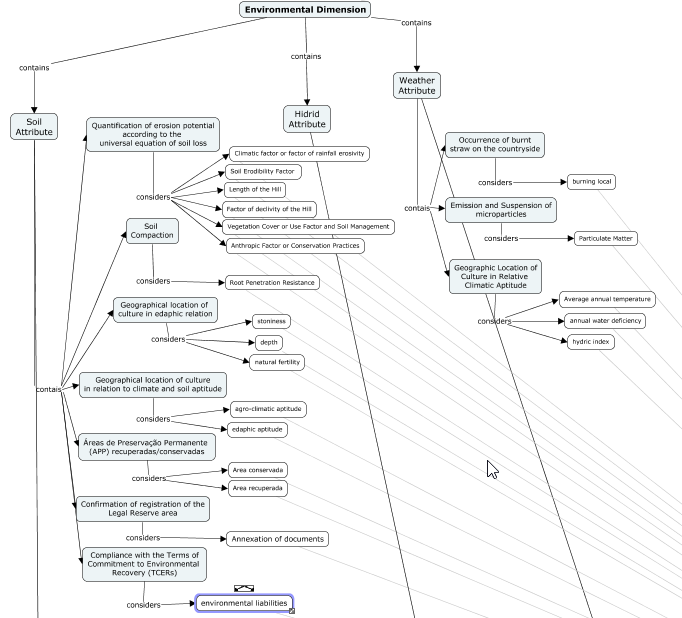 Environmental Dimension
contains
contains
contains
Soil
Attribute
Hidrid
Attribute
Weather
Attribute
Quantification of erosion potential
according to the
universal equation of soil loss
considers
Climatic factor or factor of rainfall erosivity
Soil Erodibility Factor
Length of the Hill
Factor of declivity of the Hill
Vegetation Cover or Use Factor and Soil Management
Anthropic Factor or Conservation Practices
Soil
Compaction
considers
Root Penetration Resistance
Geographical location of
culture in edaphic relation
considers
stoniness
depth
natural fertility
contais
Geographical location of culture
in relation to climate and soil aptitude
considers
agro-climatic aptitude
edaphic aptitude
Áreas de Preservação Permanente
(APP) recuperadas/conservadas
considers
Area conservada
Area recuperada
Confirmation of registration of the
Legal Reserve area
considers
Annexation of documents
Compliance with the Terms of
Commitment to Environmental
Recovery (TCERs)
considers
environmental liabilities
contais
Occurrence of burnt
straw on the countryside
considers
burning local
Emission and Suspension of
microparticles
considers
Particulate Matter
Geographic Location of
Culture in Relative
Climatic Aptitude
considers
Average annual temperature
annual water deficiency
hydric index